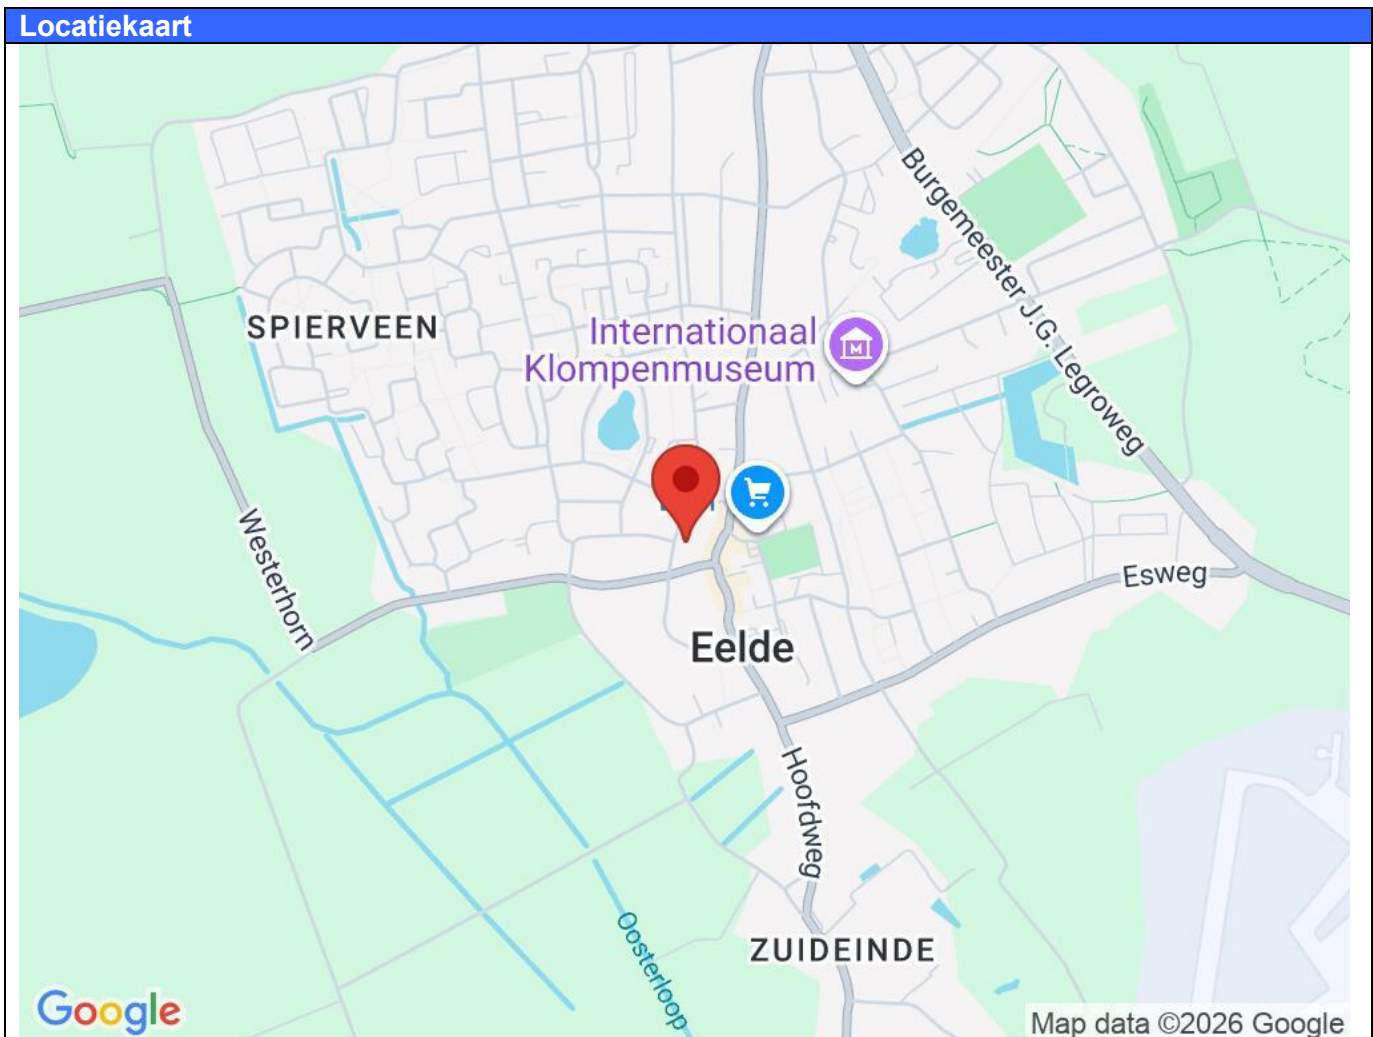 Locatiekaart
Burgemeester J.G. Legroweg
SPIERVEEN
Internationaal
Klompenmuseum
M
Westerhorn
Esweg
Eelde
Hoofdweg
Oosterloop
ZUIDEINDE
Google
Map data ©2026 Google